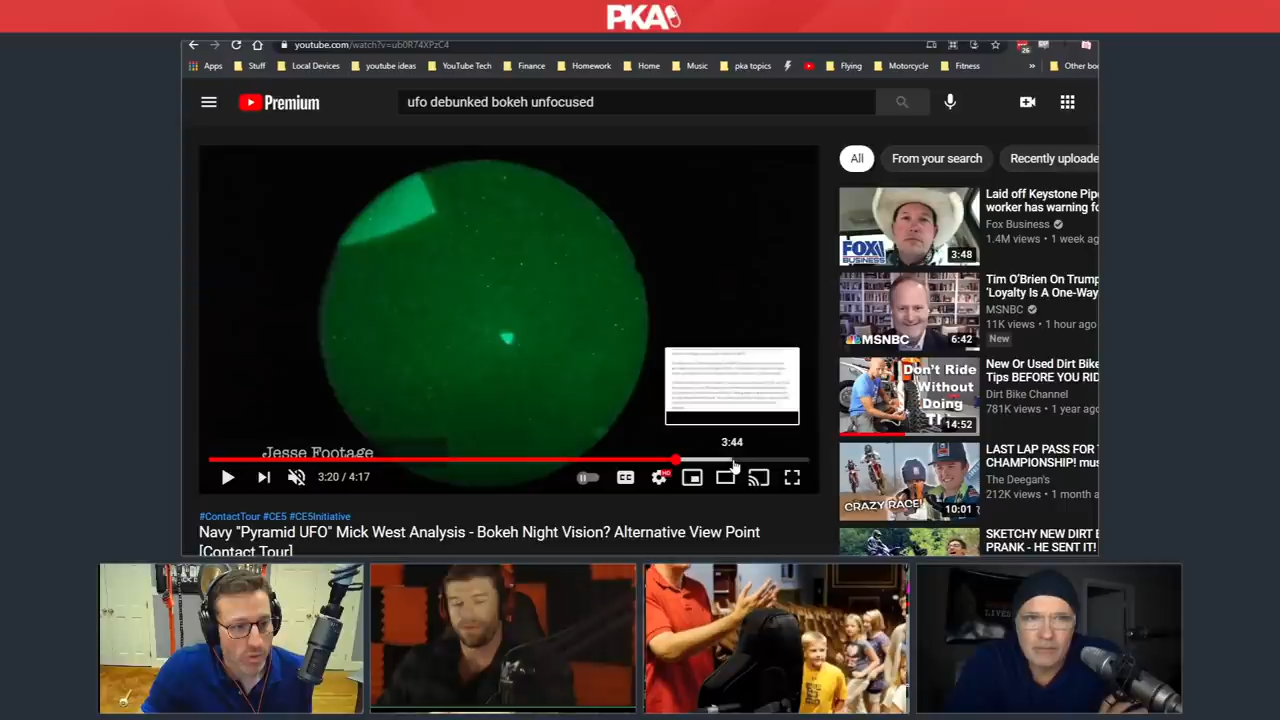 PKA
youtube.com/watch?v=ub0R74XPzC4
Apps Stuff Local Devices youtube ideas YouTube Tech Finance Homework Home Music pka topics Flying Motorcycle Fitness » Other boo
Premium
ufo debunked bokeh unfocused
All From your search Recently uploade
Laid off Keystone Pip
worker has warning fo
Fox Business
1.4M views • 1 week ag
FOX
BUSINESS
3:48
Tim O'Brien On Trump
'Loyalty Is A One-Way
MSNBC
11K views • 1 hour ago
New
MSNBC
6:42
New Or Used Dirt Bike
Tips BEFORE YOU RID
Dirt Bike Channel
781K views • 1 year ago
Don't Ride
Without
Doing
14:52
LAST LAP PASS FOR
CHAMPIONSHIP! mus
The Deegan's
212K views • 1 month a
CRAZY RACE!
10:01
SKETCHY NEW DIRT B
PRANK - HE SENT IT!
Jesse Footage
3:44
3:20 / 4:17
CC
HD
#ContactTour #CE5 #CE5Initiative
Navy "Pyramid UFO" Mick West Analysis - Bokeh Night Vision? Alternative View Point
[Contact Tour]